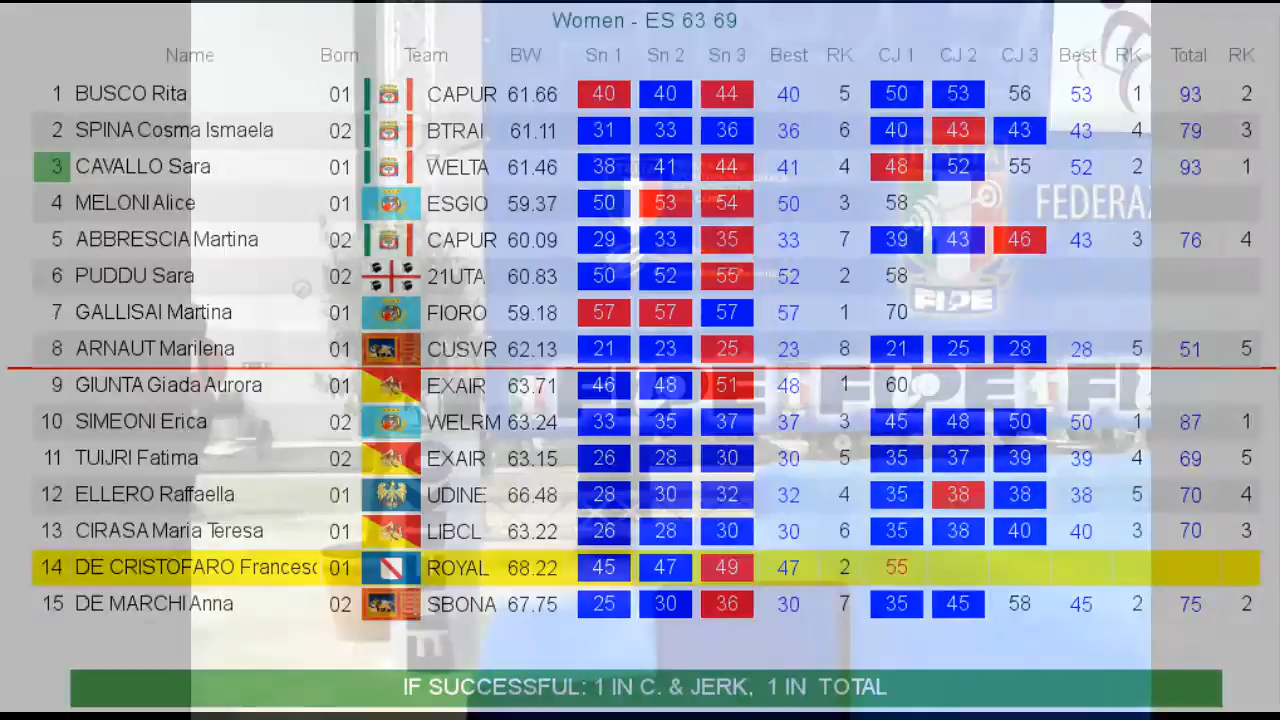 Women - ES 63 69
Name Born Team BW Sn 1 Sn 2 Sn 3 Best RK CJ 1 CJ 2 CJ 3 Best RK Total RK
1 BUSCO Rita 01 CAPUR 61.66 40 40 44 40 5 50 53 56 53 1 93 2
2 SPINA Cosma Ismaela 02 BTRAI 61.11 31 33 36 36 6 40 43 43 43 4 79 3
3 CAVALLO Sara 01 WELTA 61.46 38 41 44 41 4 48 52 55 52 2 93 1
4 MELONI Alice 01 ESGIO 59.37 50 53 54 50 3 58
FEDERA
5 ABBRESCIA Martina 02 CAPUR 60.09 29 33 35 33 7 39 43 46 43 3 76 4
6 PUDDU Sara 02 21UTA 60.83 50 52 55 52 2 58
FIPE
7 GALLISAI Martina 01 FIORO 59.18 57 57 57 57 1 70
8 ARNAUT Marilena 01 CUSVR 62.13 21 23 25 23 8 21 25 28 28 5 51 5
9 GIUNTA Giada Aurora 01 EXAIR 63.71 46 48 51 48 1 60
10 SIMEONI Erica 02 WELRM 63.24 33 35 37 37 3 45 48 50 50 1 87 1
11 TUIJRI Fatima 02 EXAIR 63.15 26 28 30 30 5 35 37 39 39 4 69 5
12 ELLERO Raffaella 01 UDINE 66.48 28 30 32 32 4 35 38 38 38 5 70 4
13 CIRASA Maria Teresa 01 LIBCL 63.22 26 28 30 30 6 35 38 40 40 3 70 3
14 DE CRISTOFARO Francesc 01 ROYAL 68.22 45 47 49 47 2 55
15 DE MARCHI Anna 02 SBONA 67.75 25 30 36 30 7 35 45 58 45 2 75 2
IF SUCCESSFUL: 1 IN C. & JERK, 1 IN TOTAL